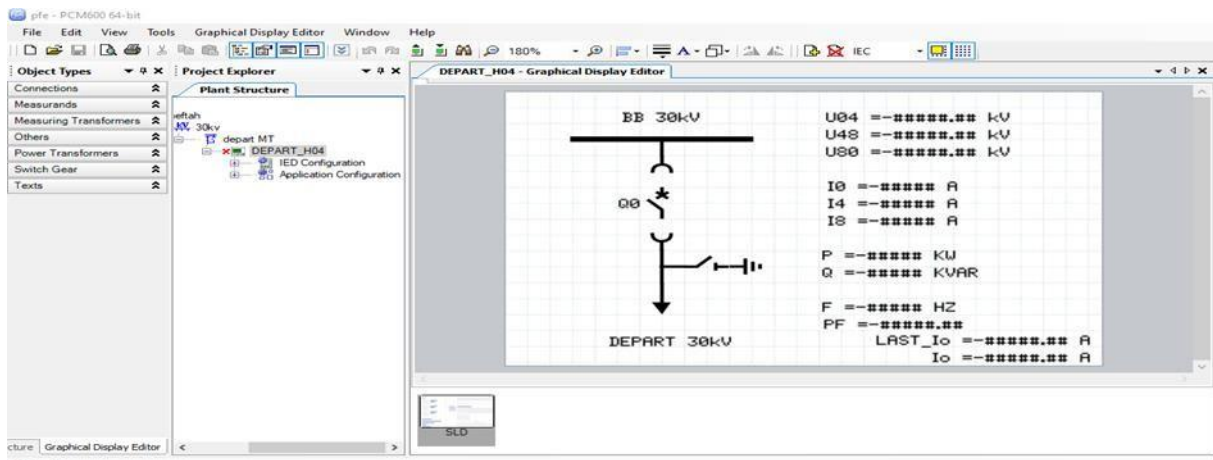 pfe - PCM600 64-bit
File Edit View Tools Graphical Display Editor Window Help
180% A IEC
Object Types
Connections
Measurands
Measuring Transformers
Others
Power Transformers
Switch Gear
Texts
Project Explorer
Plant Structure
eftah
30kv
depart MT
DEPART_H04
IED Configuration
Application Configuration
DEPART_H04 - Graphical Display Editor
BB 30kV
Q0
DEPART 30kV
U04 =-#####.## kV
U48 =-#####.## kV
U80 =-#####.## kV
I0 =-##### A
I4 =-##### A
I8 =-##### A
P =-##### KW
Q =-##### KVAR
F =-##### HZ
PF =-#####.##
LAST_Io =-#####.## A
Io =-#####.## A
SLD
cture Graphical Display Editor